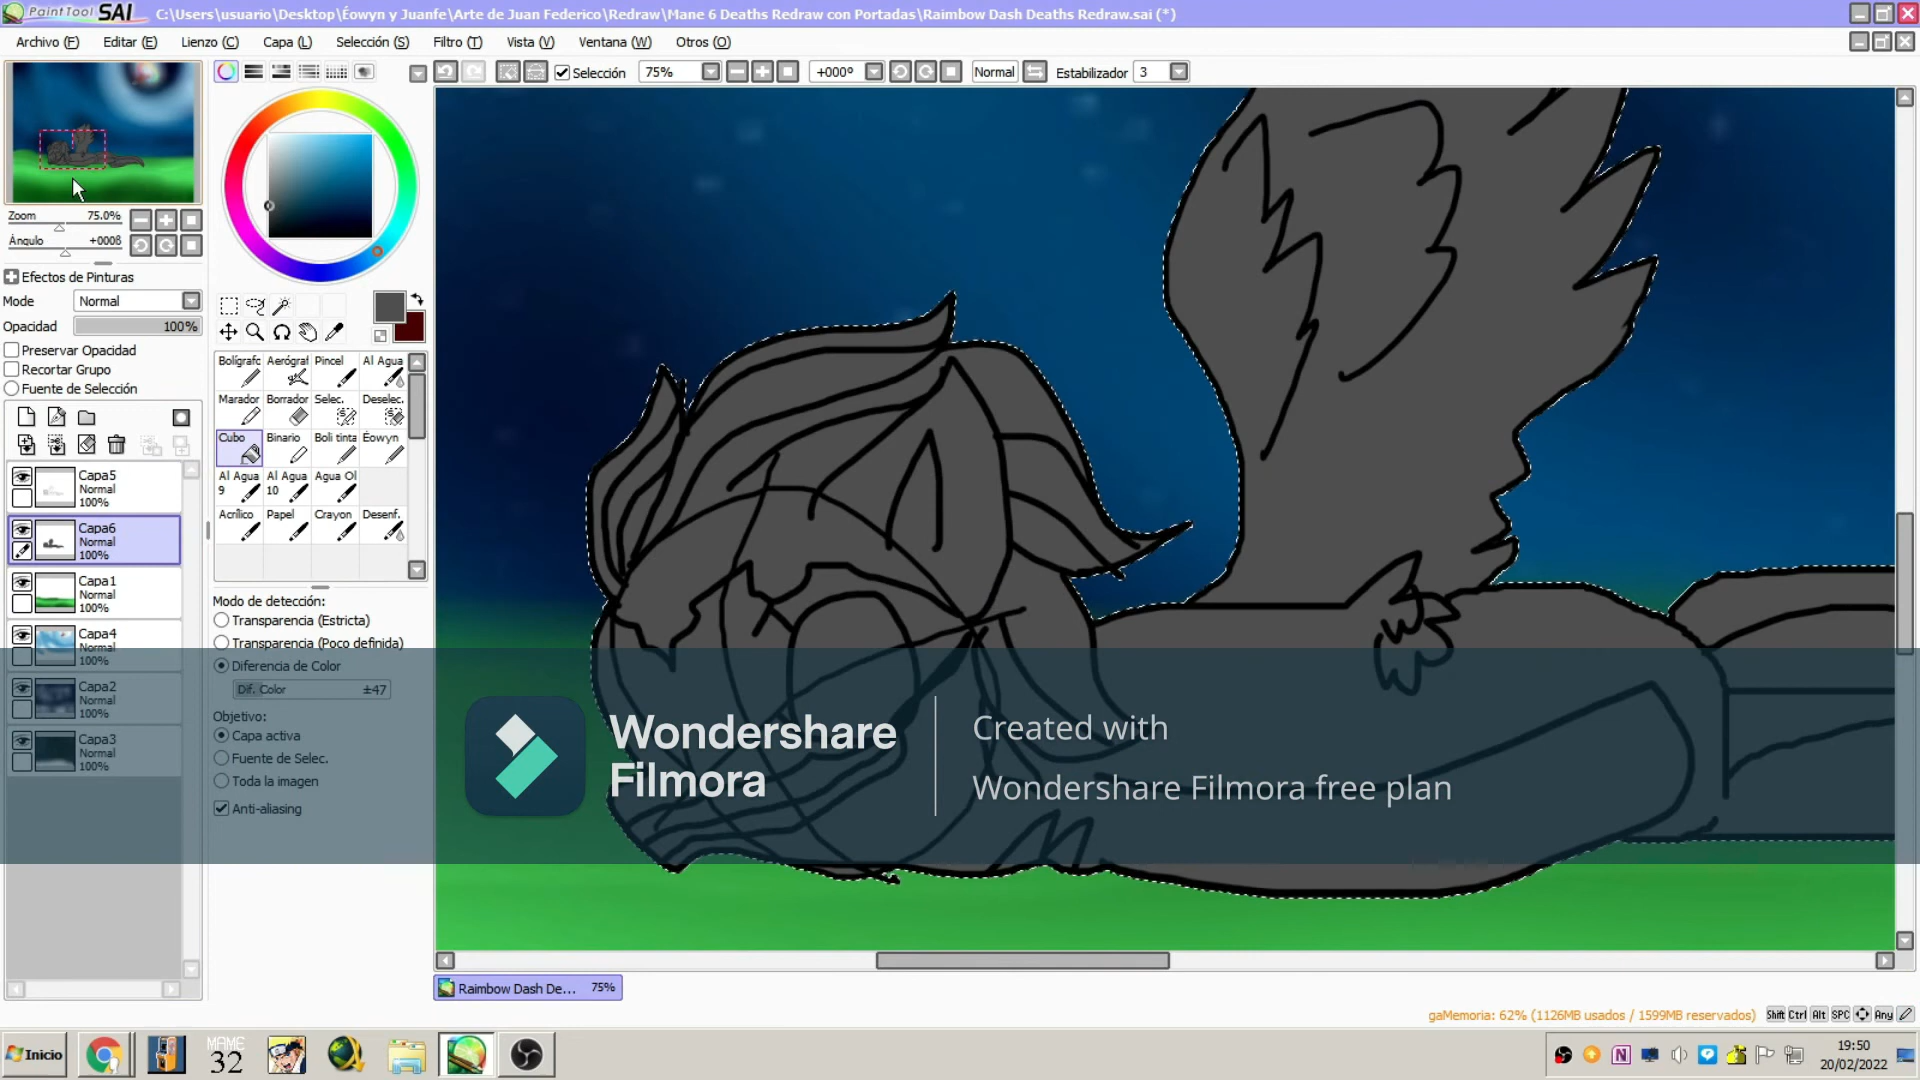 PaintTool SAI C:\Users\usuario\Desktop\Éowyn y Juanfe\Arte de Juan Federico\Redraw\Mane 6 Deaths Redraw con Portadas\Raimbow Dash Deaths Redraw.sai (*)
Archivo (F) Editar (E) Lienzo (C) Capa (L) Selección (S) Filtro (T) Vista (V) Ventana (W) Otros (O)
Selección 75% +000º Normal Estabilizador 3
Zoom 75.0%
Ángulo +000ß
Efectos de Pinturas
Mode Normal
Opacidad 100%
Preservar Opacidad
Recortar Grupo
Fuente de Selección
Capa5
Normal
100%
Capa6
Normal
100%
Capa1
Normal
100%
Capa4
Normal
100%
Capa2
Normal
100%
Capa3
Normal
100%
Bolígrafc Aerógraf Pincel Al Agua
Marador Borrador Selec. Deselec.
Cubo Binario Boli tinta Éowyn
Al Agua 9 Al Agua 10 Agua Ol
Acrílico Papel Crayon Desenf.
Modo de detección:
Transparencia (Estricta)
Transparencia (Poco definida)
Diferencia de Color
Dif. Color ±47
Objetivo:
Capa activa
Fuente de Selec.
Toda la imagen
Anti-aliasing
Wondershare
Filmora
Created with
Wondershare Filmora free plan
Raimbow Dash De... 75%
gaMemoria: 62% (1126MB usados / 1599MB reservados) Shift Ctrl Alt SPC Any
Inicio
MAME
32
N
19:50
20/02/2022